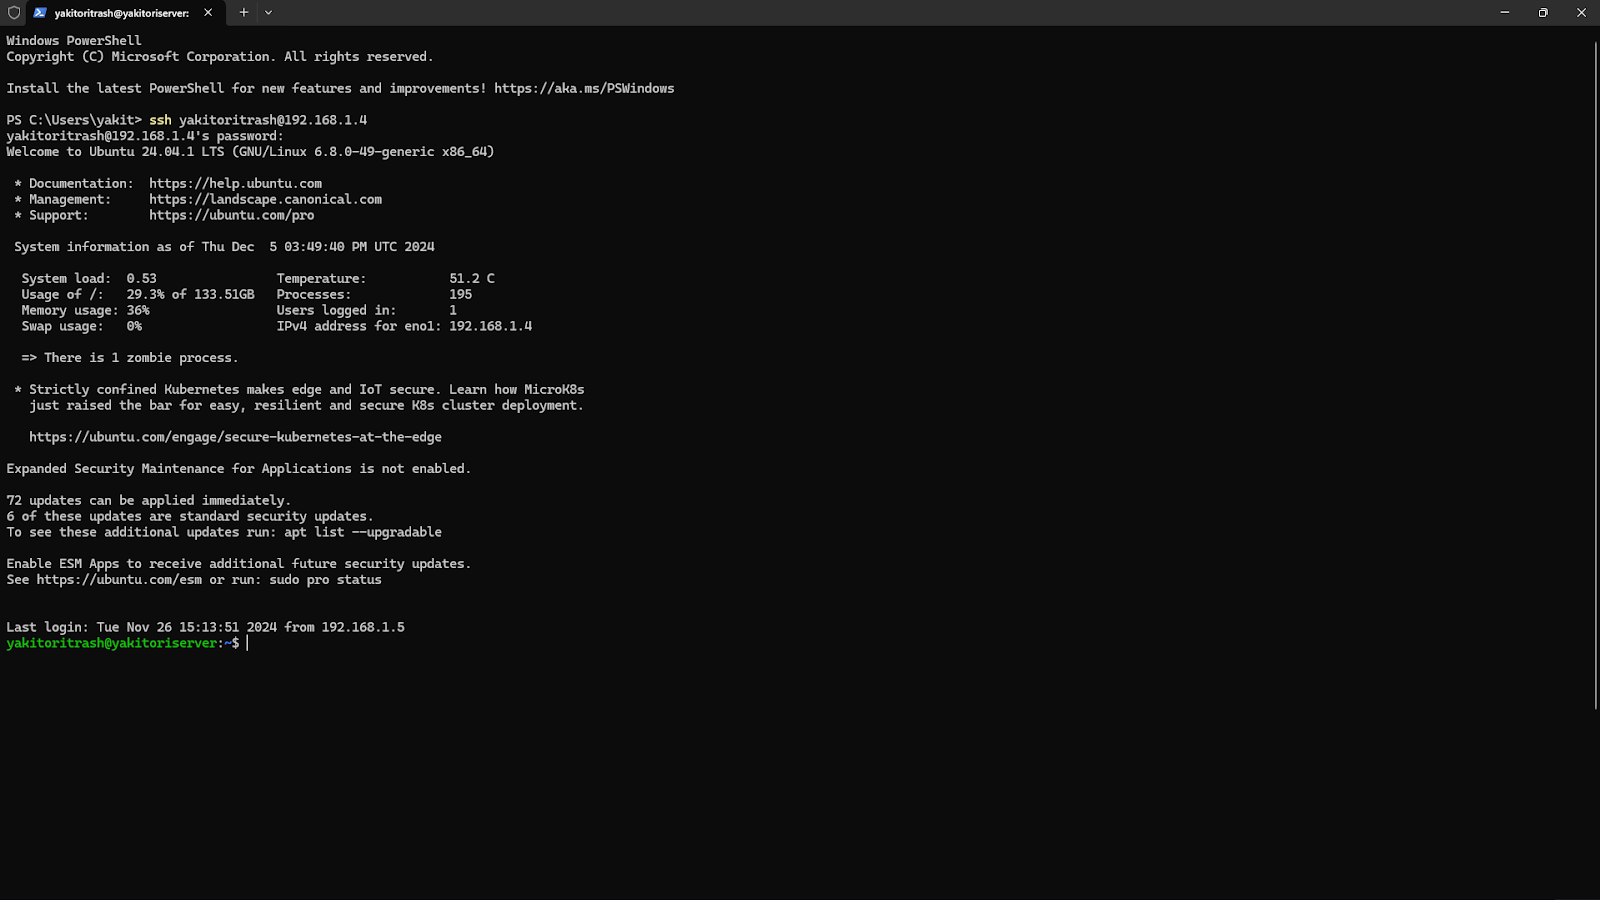 yakitoritrash@yakitoriserver:
Windows PowerShell
Copyright (C) Microsoft Corporation. All rights reserved.
Install the latest PowerShell for new features and improvements! https://aka.ms/PSWindows
PS C:\Users\yakit> ssh yakitoritrash@192.168.1.4
yakitoritrash@192.168.1.4's password:
Welcome to Ubuntu 24.04.1 LTS (GNU/Linux 6.8.0-49-generic x86_64)
* Documentation:  https://help.ubuntu.com
* Management:     https://landscape.canonical.com
* Support:        https://ubuntu.com/pro
System information as of Thu Dec  5 03:49:40 PM UTC 2024
System load:  0.53                Temperature:           51.2 C
Usage of /:   29.3% of 133.51GB   Processes:             195
Memory usage: 36%                 Users logged in:       1
Swap usage:   0%                  IPv4 address for eno1: 192.168.1.4
=> There is 1 zombie process.
* Strictly confined Kubernetes makes edge and IoT secure. Learn how MicroK8s
just raised the bar for easy, resilient and secure K8s cluster deployment.
https://ubuntu.com/engage/secure-kubernetes-at-the-edge
Expanded Security Maintenance for Applications is not enabled.
72 updates can be applied immediately.
6 of these updates are standard security updates.
To see these additional updates run: apt list --upgradable
Enable ESM Apps to receive additional future security updates.
See https://ubuntu.com/esm or run: sudo pro status
Last login: Tue Nov 26 15:13:51 2024 from 192.168.1.5
yakitoritrash@yakitoriserver:~$